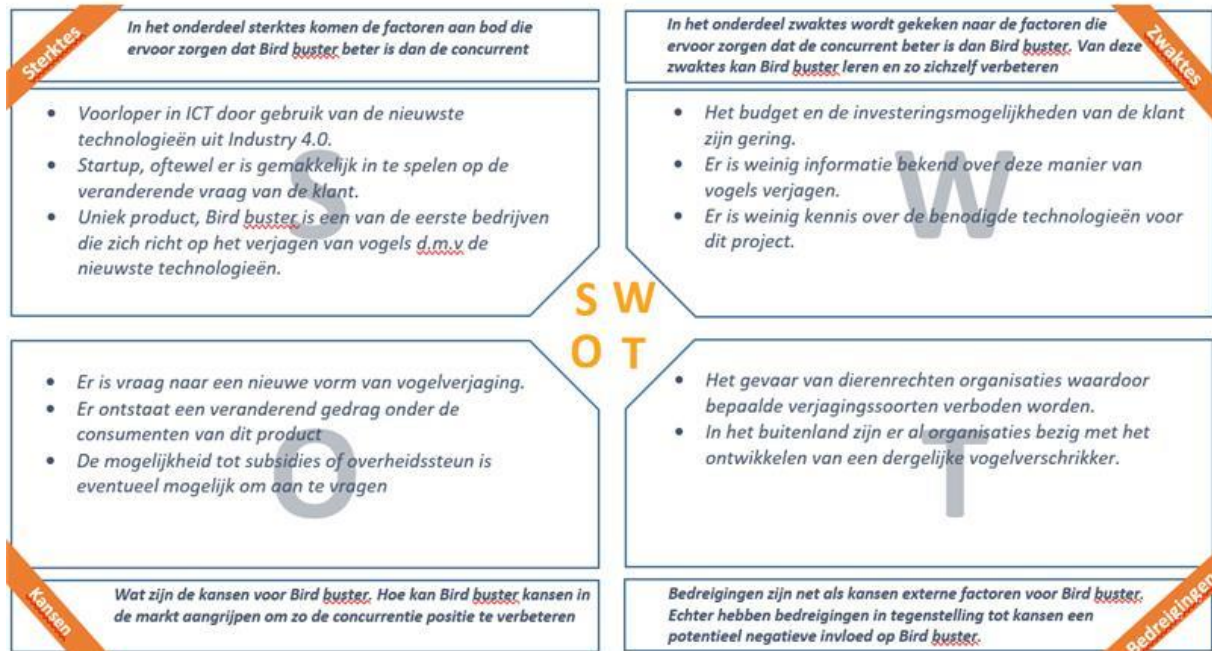 Sterktes
In het onderdeel sterktes komen de factoren aan bod die
ervoor zorgen dat Bird buster beter is dan de concurrent
• Voorloper in ICT door gebruik van de nieuwste
technologieën uit Industry 4.0.
• Startup, oftewel er is gemakkelijk in te spelen op de
veranderende vraag van de klant.
• Uniek product, Bird buster is een van de eerste bedrijven
die zich richt op het verjagen van vogels d.m.v de
nieuwste technologieën.
S
Zwaktes
In het onderdeel zwaktes wordt gekeken naar de factoren die
ervoor zorgen dat de concurrent beter is dan Bird buster. Van deze
zwaktes kan Bird buster leren en zo zichzelf verbeteren
• Het budget en de investeringsmogelijkheden van de klant
zijn gering.
• Er is weinig informatie bekend over deze manier van
vogels verjagen.
• Er is weinig kennis over de benodigde technologieën voor
dit project.
W
S W
O T
• Er is vraag naar een nieuwe vorm van vogelverjaging.
• Er ontstaat een veranderend gedrag onder de
consumenten van dit product
• De mogelijkheid tot subsidies of overheidssteun is
eventueel mogelijk om aan te vragen
O
Kansen
Wat zijn de kansen voor Bird buster. Hoe kan Bird buster kansen in
de markt aangrijpen om zo de concurrentie positie te verbeteren
• Het gevaar van dierenrechten organisaties waardoor
bepaalde verjagingssoorten verboden worden.
• In het buitenland zijn er al organisaties bezig met het
ontwikkelen van een dergelijke vogelverschrikker.
T
Bedreigingen
Bedreigingen zijn net als kansen externe factoren voor Bird buster.
Echter hebben bedreigingen in tegenstelling tot kansen een
potentieel negatieve invloed op Bird buster.